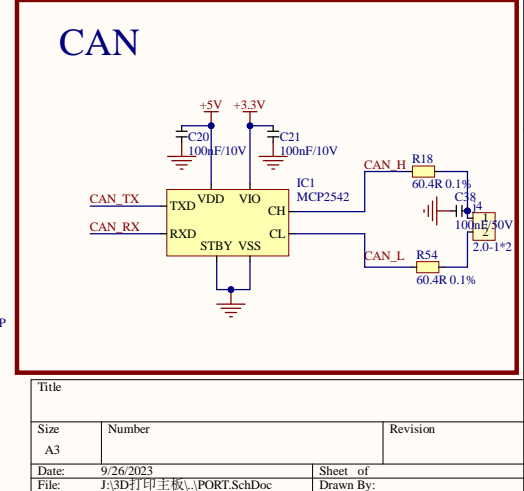 CAN
+5V +3.3V
C20 C21
100nF/10V 100nF/10V
CAN_H R18
60.4R 0.1%
IC1
MCP2542
CAN_TX TXD VDD VIO CH
C38 J4
100nF/50V
1
2
2.0-1*2
CAN_RX RXD CL
STBY VSS
CAN_L R54
60.4R 0.1%
P
Title
Size Number Revision
A3
Date: 9/26/2023 Sheet of
File: J:\3D打印主板\..\PORT.SchDoc Drawn By: